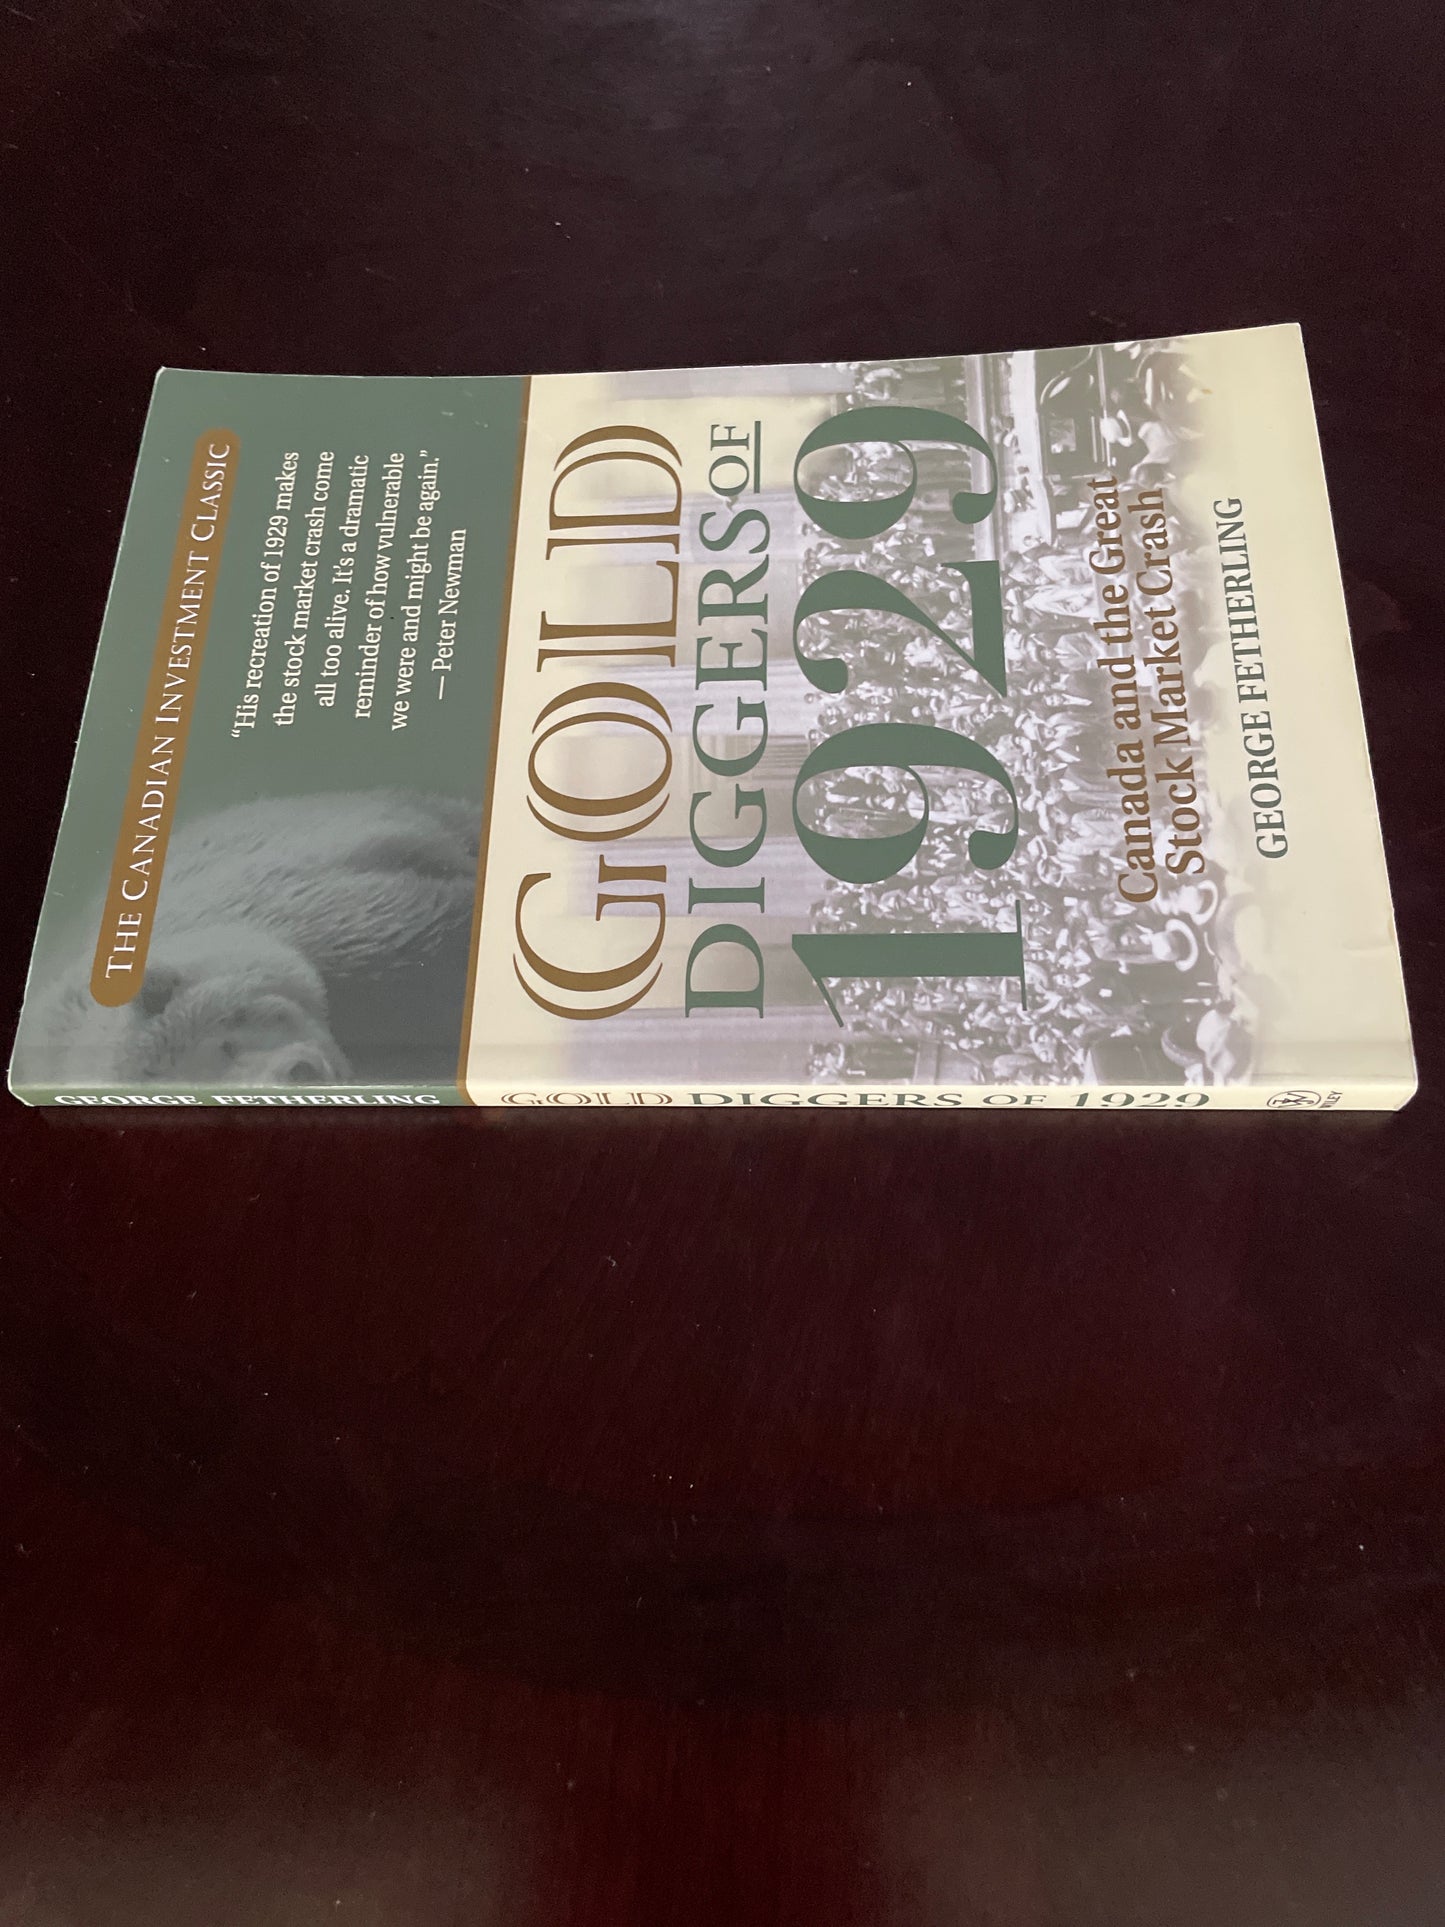 THE CANADIAN INVESTMENT CLASSIC
“His recreation of 1929 makes
the stock market crash come
all too alive. It’s a dramatic
reminder of how vulnerable
we were and might be again.”
— Peter Newman
GOLD
DIGGERS OF
1929
Canada and the Great
Stock Market Crash
GEORGE FETHERLING
GEORGE FETHERLING GOLD DIGGERS OF 1929 WILEY